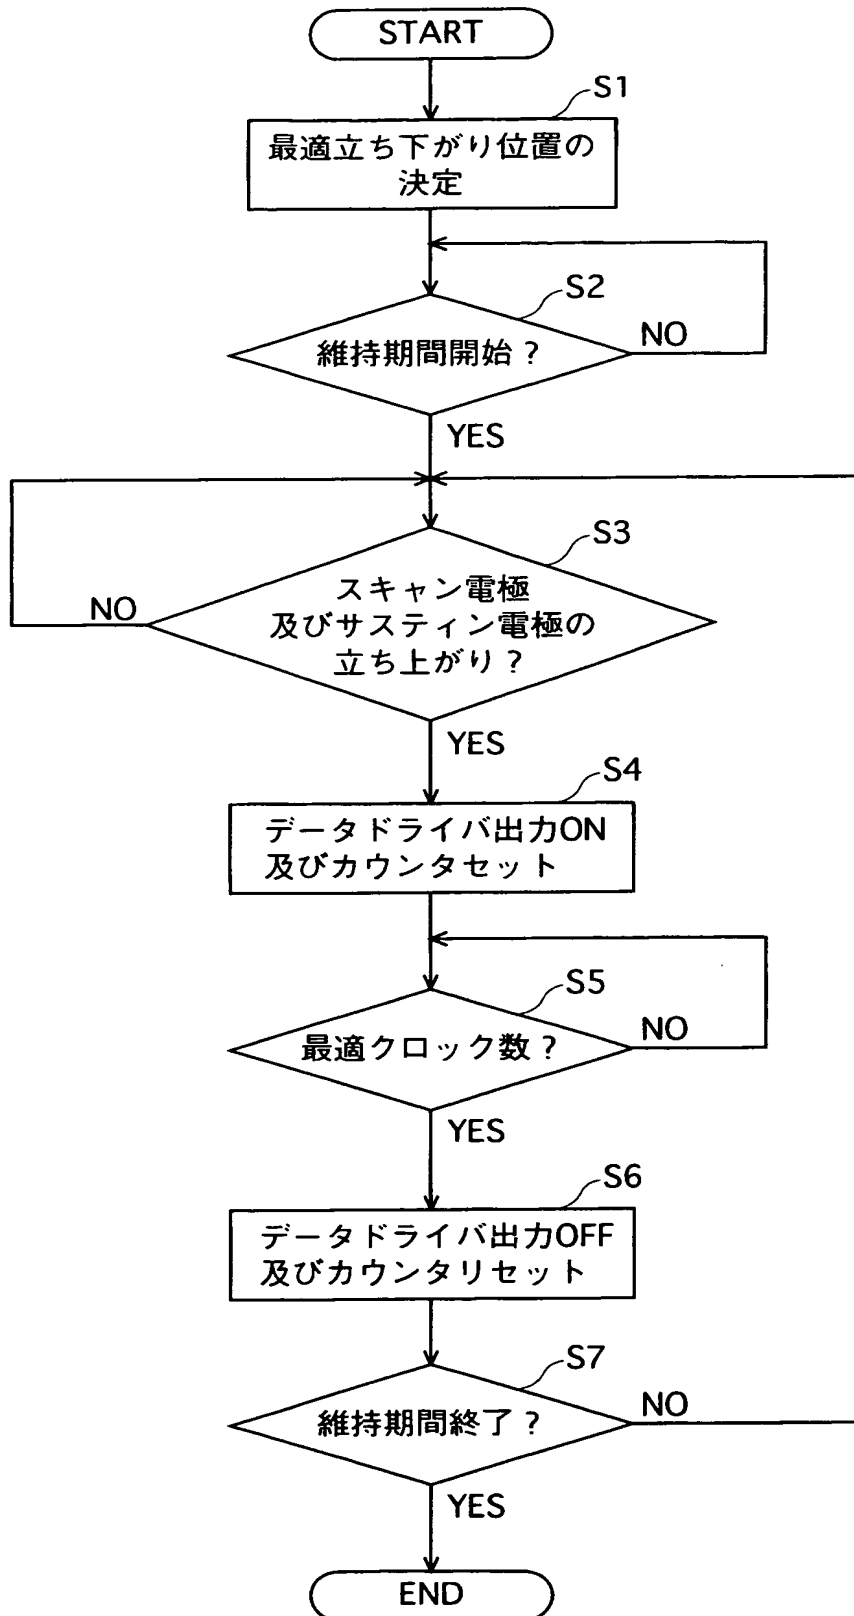 START
S1
最適立ち下がり位置の
決定
S2
維持期間開始?
NO
YES
S3
スキャン電極
及びサスティン電極の
立ち上がり?
NO
YES
S4
データドライバ出力ON
及びカウンタセット
S5
最適クロック数?
NO
YES
S6
データドライバ出力OFF
及びカウンタリセット
S7
維持期間終了?
NO
YES
END